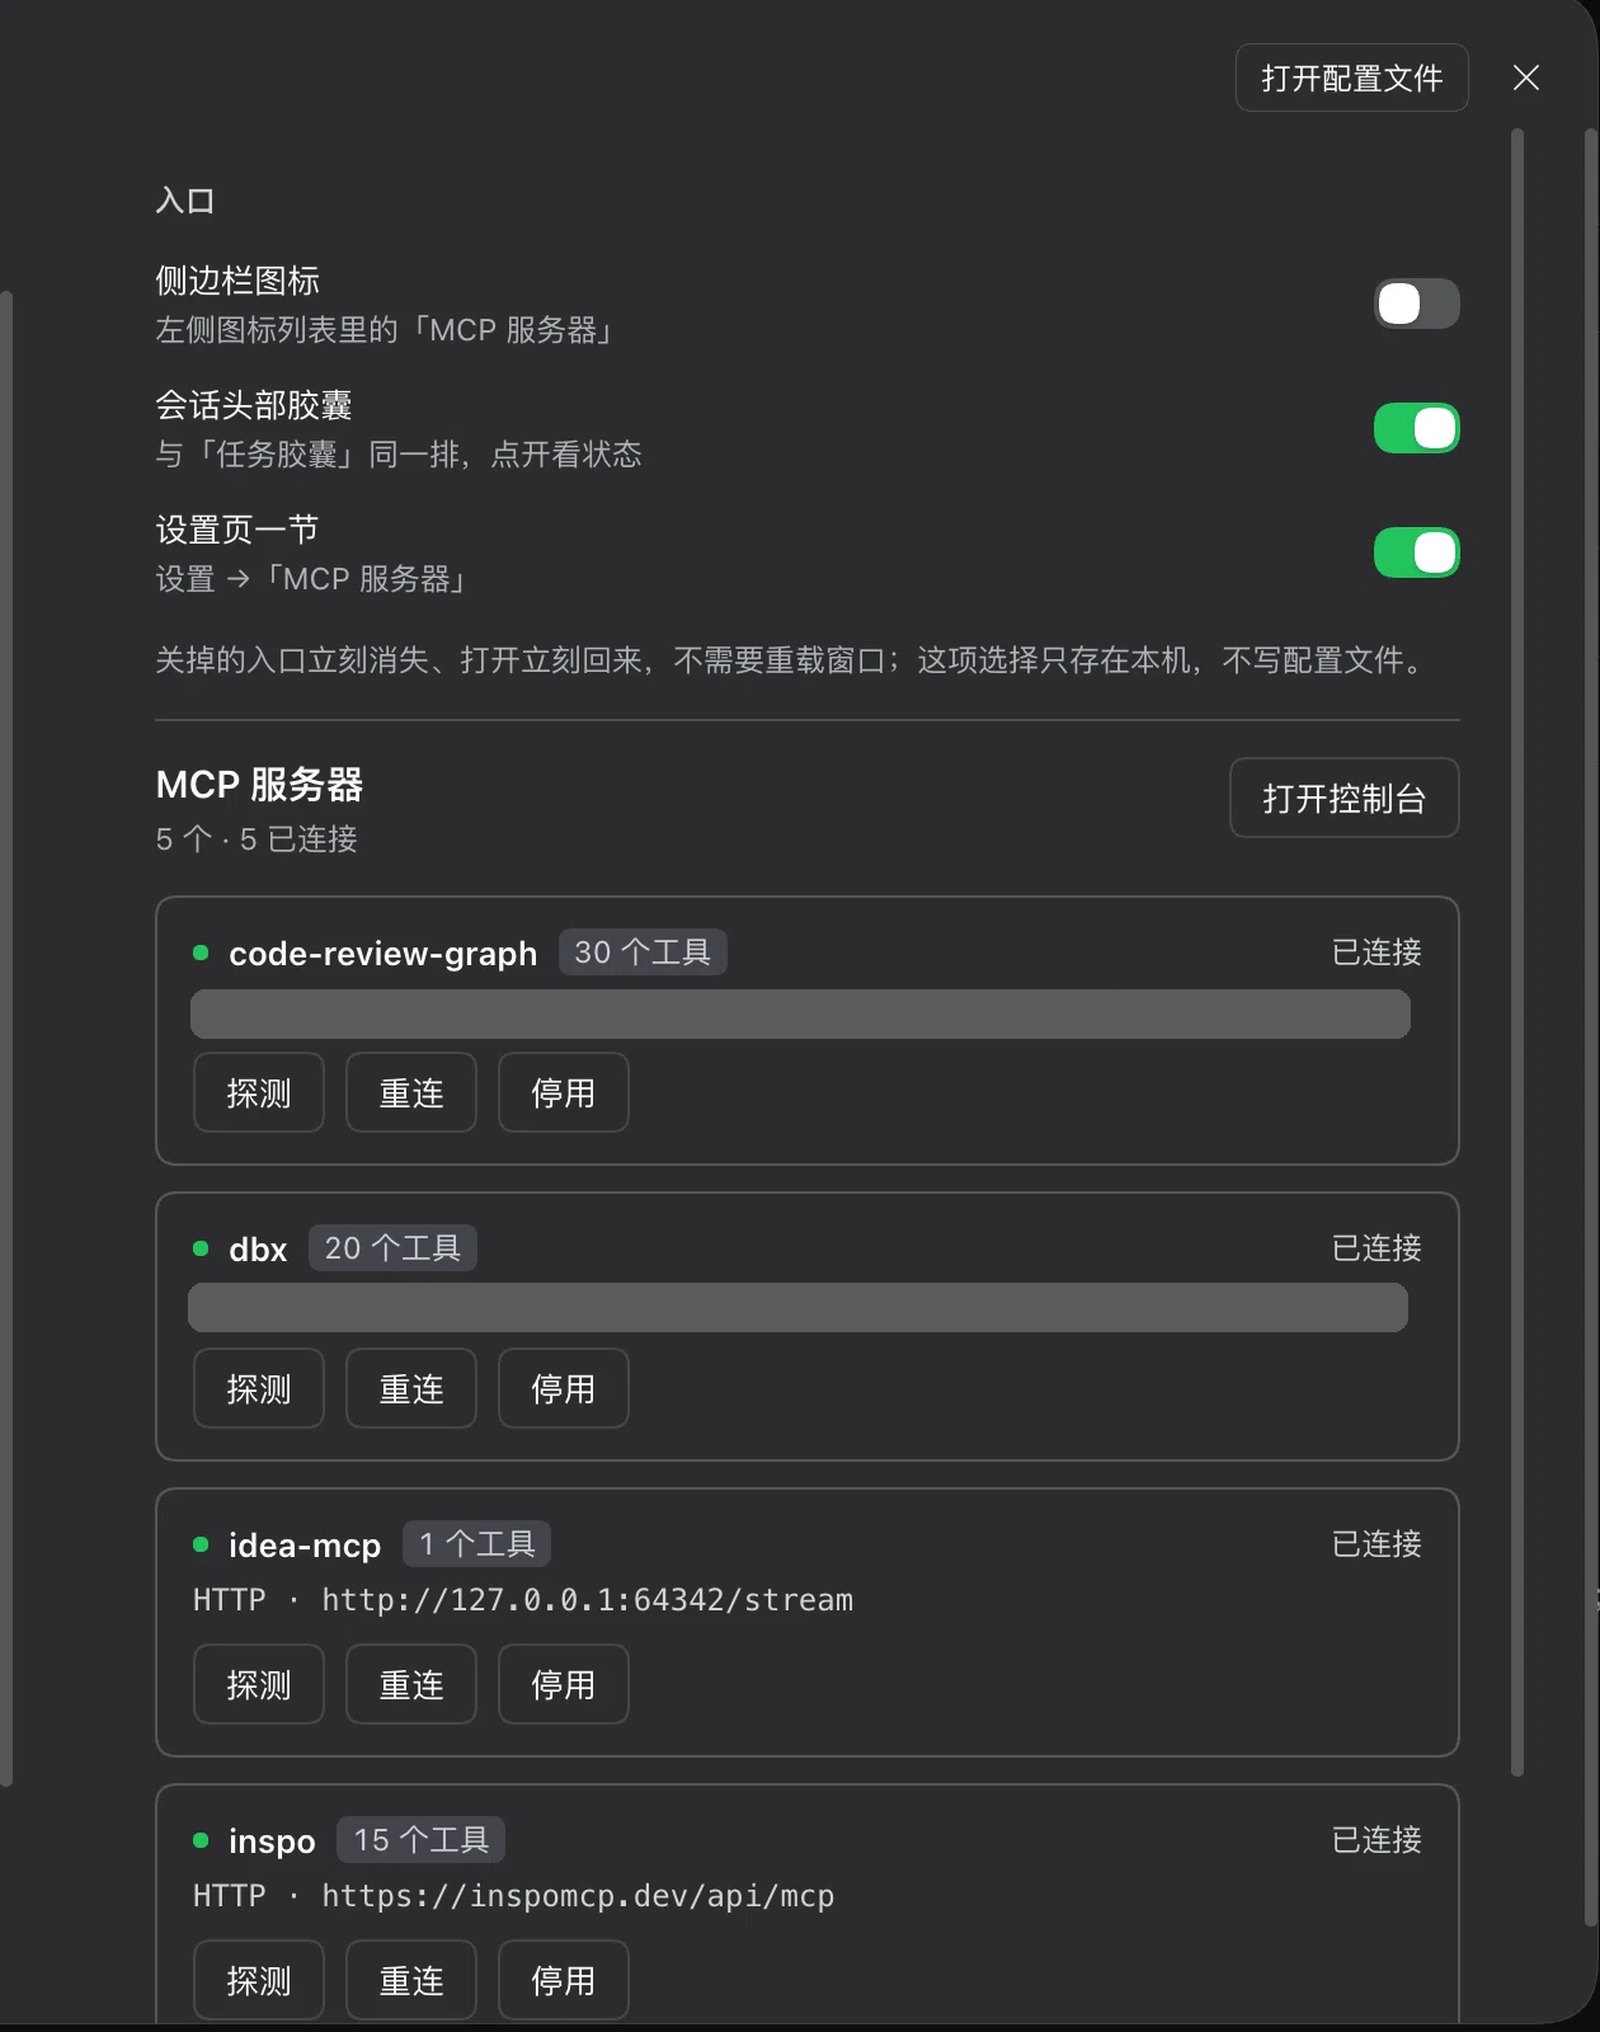 打开配置文件
入口
侧边栏图标
左侧图标列表里的「MCP 服务器」
会话头部胶囊
与「任务胶囊」同一排，点开看状态
设置页一节
设置 →「MCP 服务器」
关掉的入口立刻消失、打开立刻回来，不需要重载窗口；这项选择只存在本机，不写配置文件。
MCP 服务器
打开控制台
5 个 · 5 已连接
code-review-graph 30 个工具 已连接
探测 重连 停用
dbx 20 个工具 已连接
探测 重连 停用
idea-mcp 1 个工具 已连接
HTTP · http://127.0.0.1:64342/stream
探测 重连 停用
inspo 15 个工具 已连接
HTTP · https://inspomcp.dev/api/mcp
探测 重连 停用